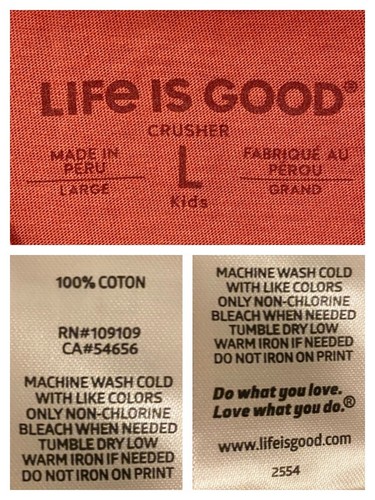 LIFe IS GOOD®
CRUSHER
MADE IN
PERU
LARGE
L
Kids
FABRIQUÉ AU
PÉROU
GRAND
100% COTON
RN#109109
CA#54656
MACHINE WASH COLD
WITH LIKE COLORS
ONLY NON-CHLORINE
BLEACH WHEN NEEDED
TUMBLE DRY LOW
WARM IRON IF NEEDED
DO NOT IRON ON PRINT
MACHINE WASH COLD
WITH LIKE COLORS
ONLY NON-CHLORINE
BLEACH WHEN NEEDED
TUMBLE DRY LOW
WARM IRON IF NEEDED
DO NOT IRON ON PRINT
Do what you love.
Love what you do.®
www.lifeisgood.com
2554